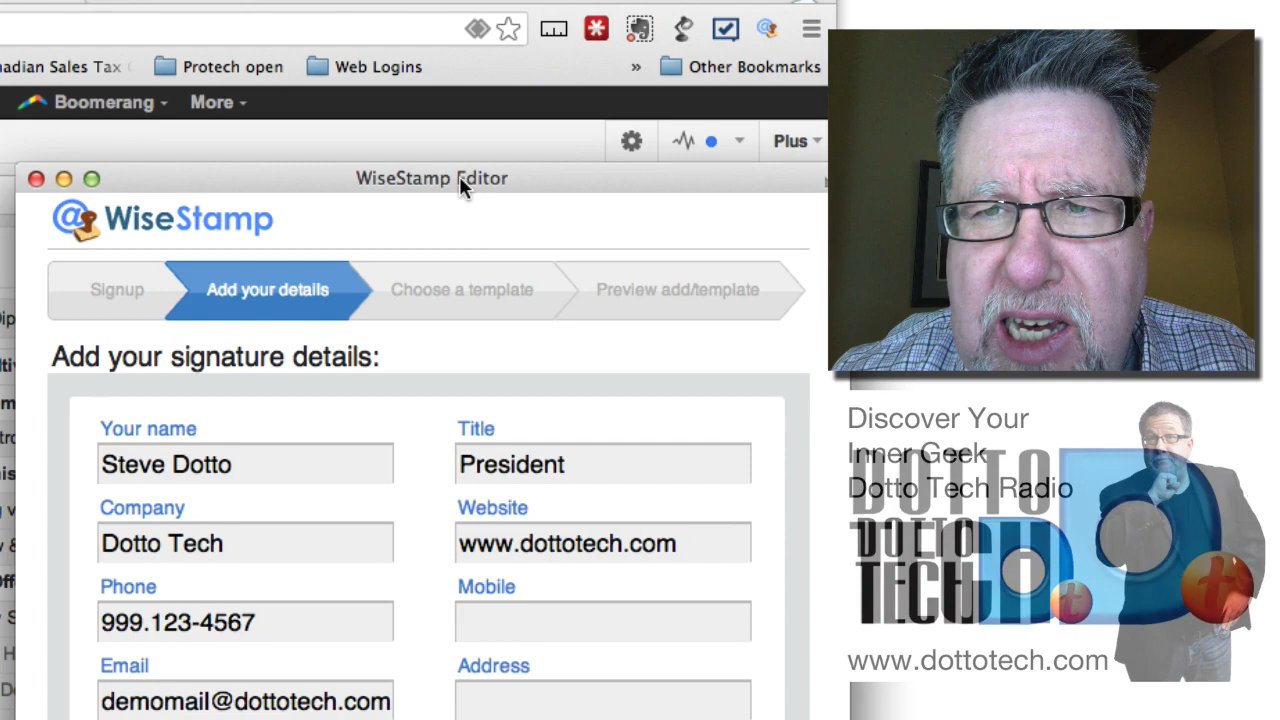 nadian Sales Tax
Protech open
Web Logins
»
Other Bookmarks
Boomerang
More
Plus
WiseStamp Editor
@ WiseStamp
Signup
Add your details
Choose a template
Preview add/template
Add your signature details:
Your name
Title
Steve Dotto
President
Company
Website
Dotto Tech
www.dottotech.com
Phone
Mobile
999.123-4567
Email
Address
demomail@dottotech.com
Discover Your
Inner Geek
Dotto Tech Radio
DOTTO
DOTTO
TECH
www.dottotech.com